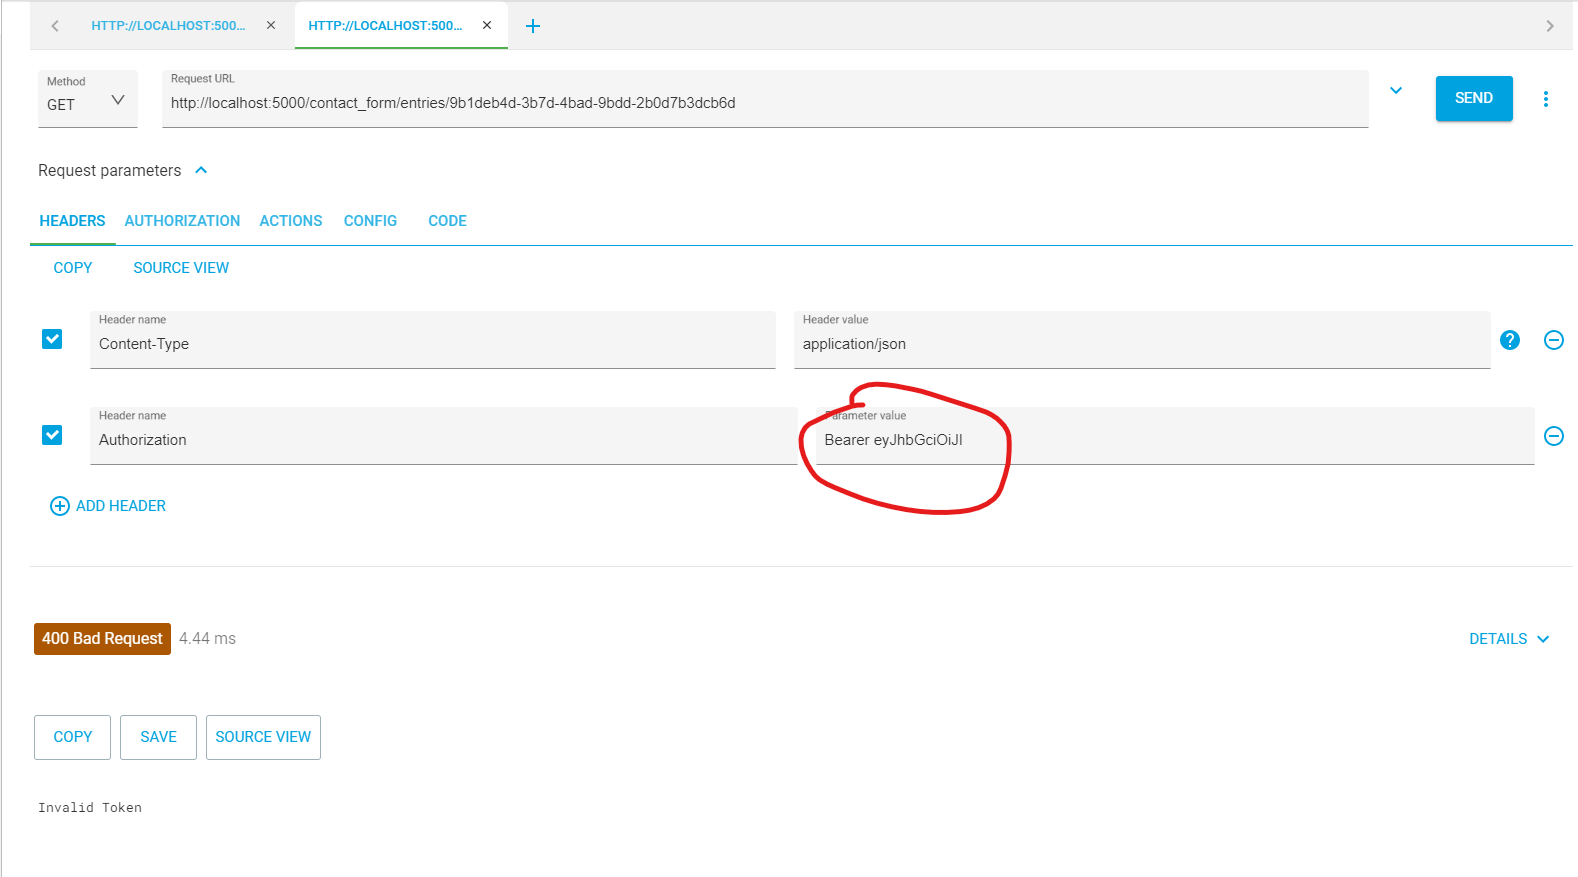 HTTP://LOCALHOST:500...
HTTP://LOCALHOST:500...
Method
GET
Request URL
http://localhost:5000/contact_form/entries/9b1deb4d-3b7d-4bad-9bdd-2b0d7b3dcb6d
SEND
Request parameters
HEADERS AUTHORIZATION ACTIONS CONFIG CODE
COPY SOURCE VIEW
Header name
Content-Type
Header value
application/json
Header name
Authorization
Parameter value
Bearer eyJhbGciOiJI
ADD HEADER
400 Bad Request 4.44 ms
DETAILS
COPY SAVE SOURCE VIEW
Invalid Token